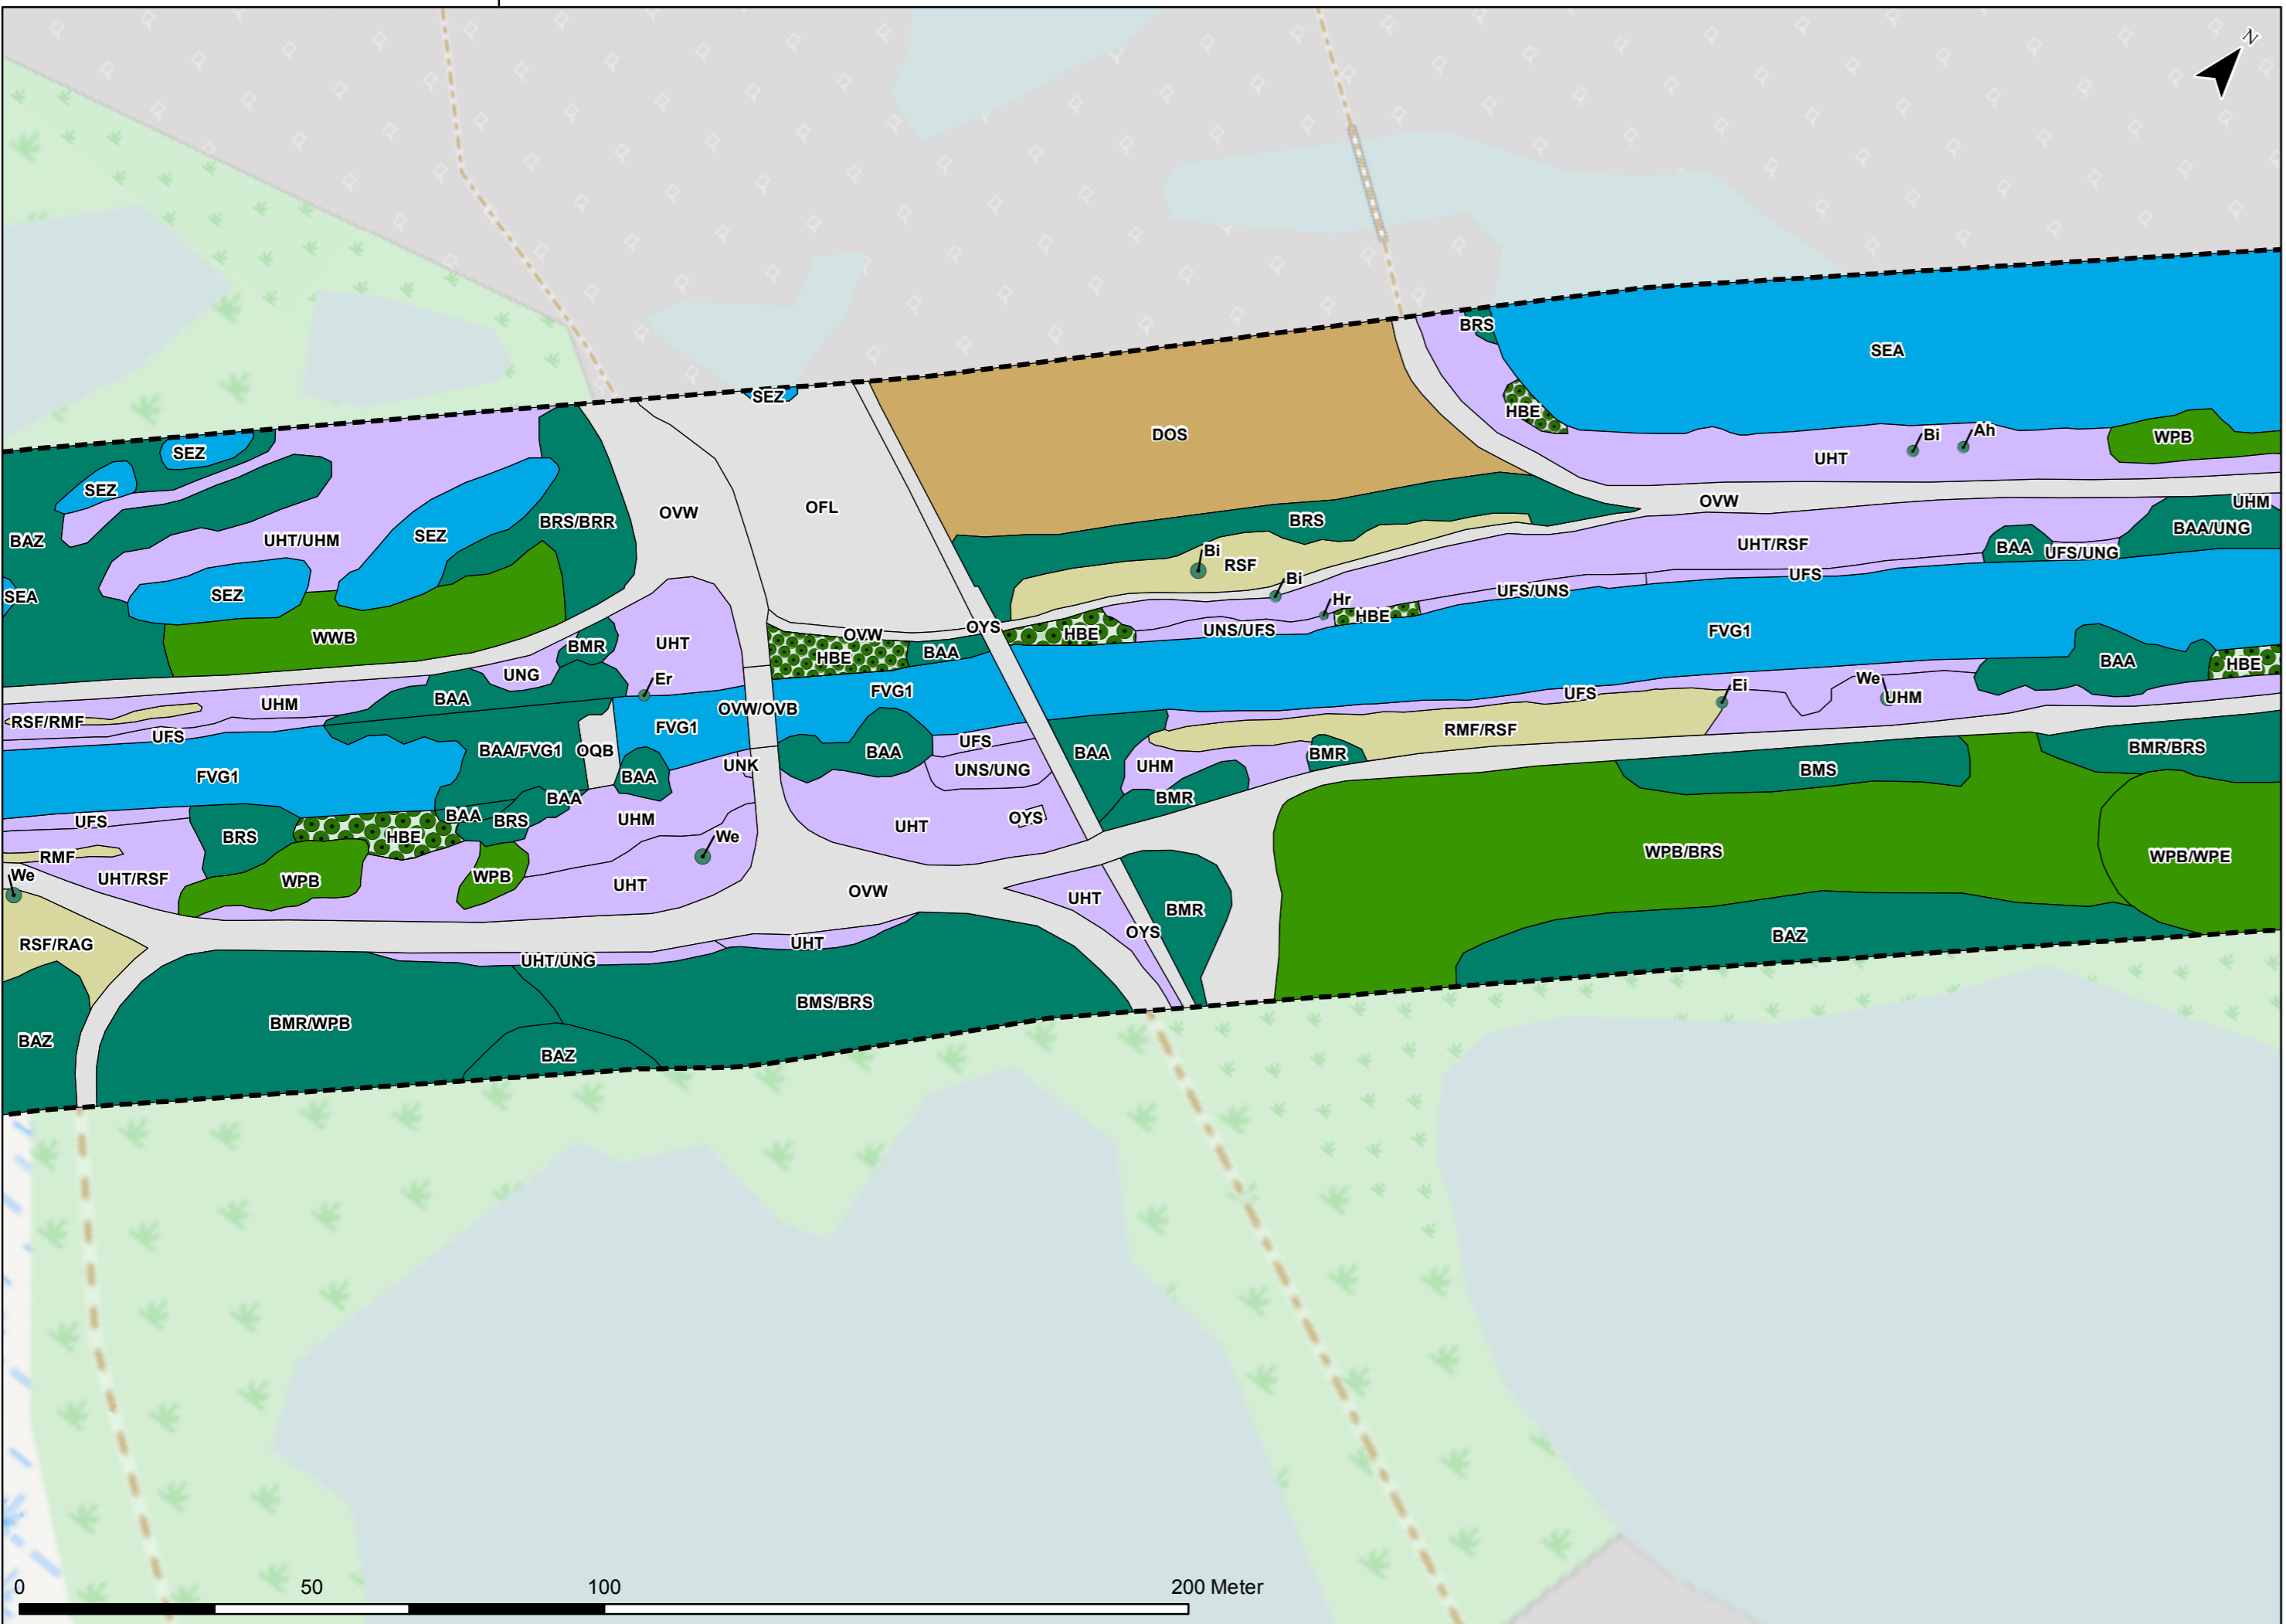 N
BRS
SEA
SEZ
HBE
Bi
Ah
DOS
WPB
SEZ
UHT
SEZ
OVW
UHM
OFL
OVW
BRS/BRR
BRS
BAA/UNG
SEZ
BAZ
UHT/UHM
UHT/RSF
BAA
UFS/UNG
Bi
RSF
UFS
Bi
UFS/UNS
SEA
SEZ
Hr
HBE
WWB
OYS
UNS/UFS
FVG1
OVW
HBE
BMR
UHT
HBE
BAA
BAA
HBE
UNG
Er
FVG1
Ei
We
UHM
UFS
BAA
UHM
OVW/OVB
RSF/RMF
FVG1
RMF/RSF
UFS
BAA/FVG1
OQB
BAA
UFS
BAA
BMR
BMR/BRS
UNK
UHM
UNS/UNG
BMS
FVG1
BAA
BAA
BMR
UFS
BAA
BRS
UHM
OYS
UHT
BRS
HBE
We
RMF
WPB/BRS
WPB/WPE
We
UHT/RSF
WPB
WPB
UHT
OVW
UHT
BMR
OYS
BAZ
RSF/RAG
UHT
UHT/UNG
BMS/BRS
BMR/WPB
BAZ
BAZ
0 50 100 200 Meter